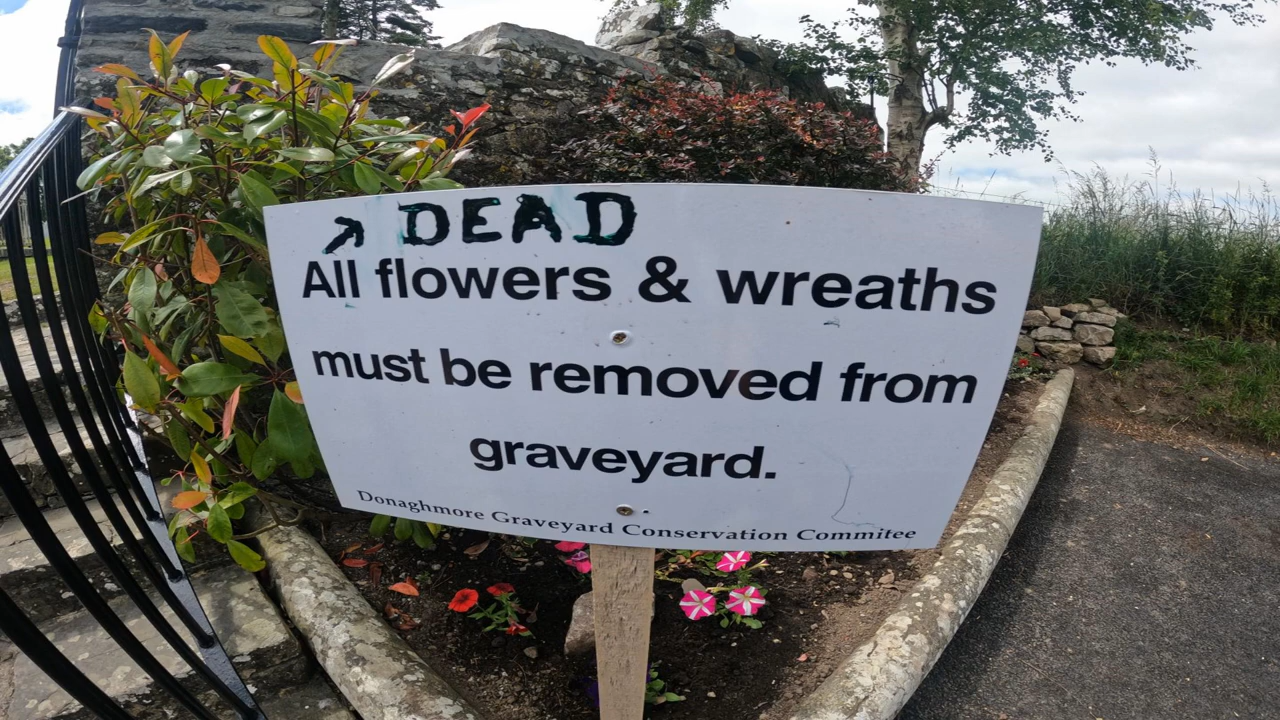 DEAD
All flowers & wreaths
must be removed from
graveyard.
Donaghmore Graveyard Conservation Commitee